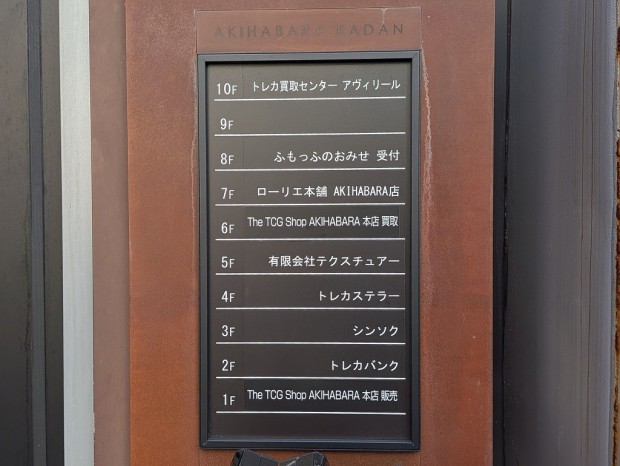 AKIHABARA KADAN
10F トレカ買取センター アヴィリール
9F
8F ふもっふのおみせ 受付
7F ローリエ本舗 AKIHABARA店
6F The TCG Shop AKIHABARA 本店 買取
5F 有限会社テクスチュアー
4F トレカステラー
3F シンソク
2F トレカバンク
1F The TCG Shop AKIHABARA 本店 販売